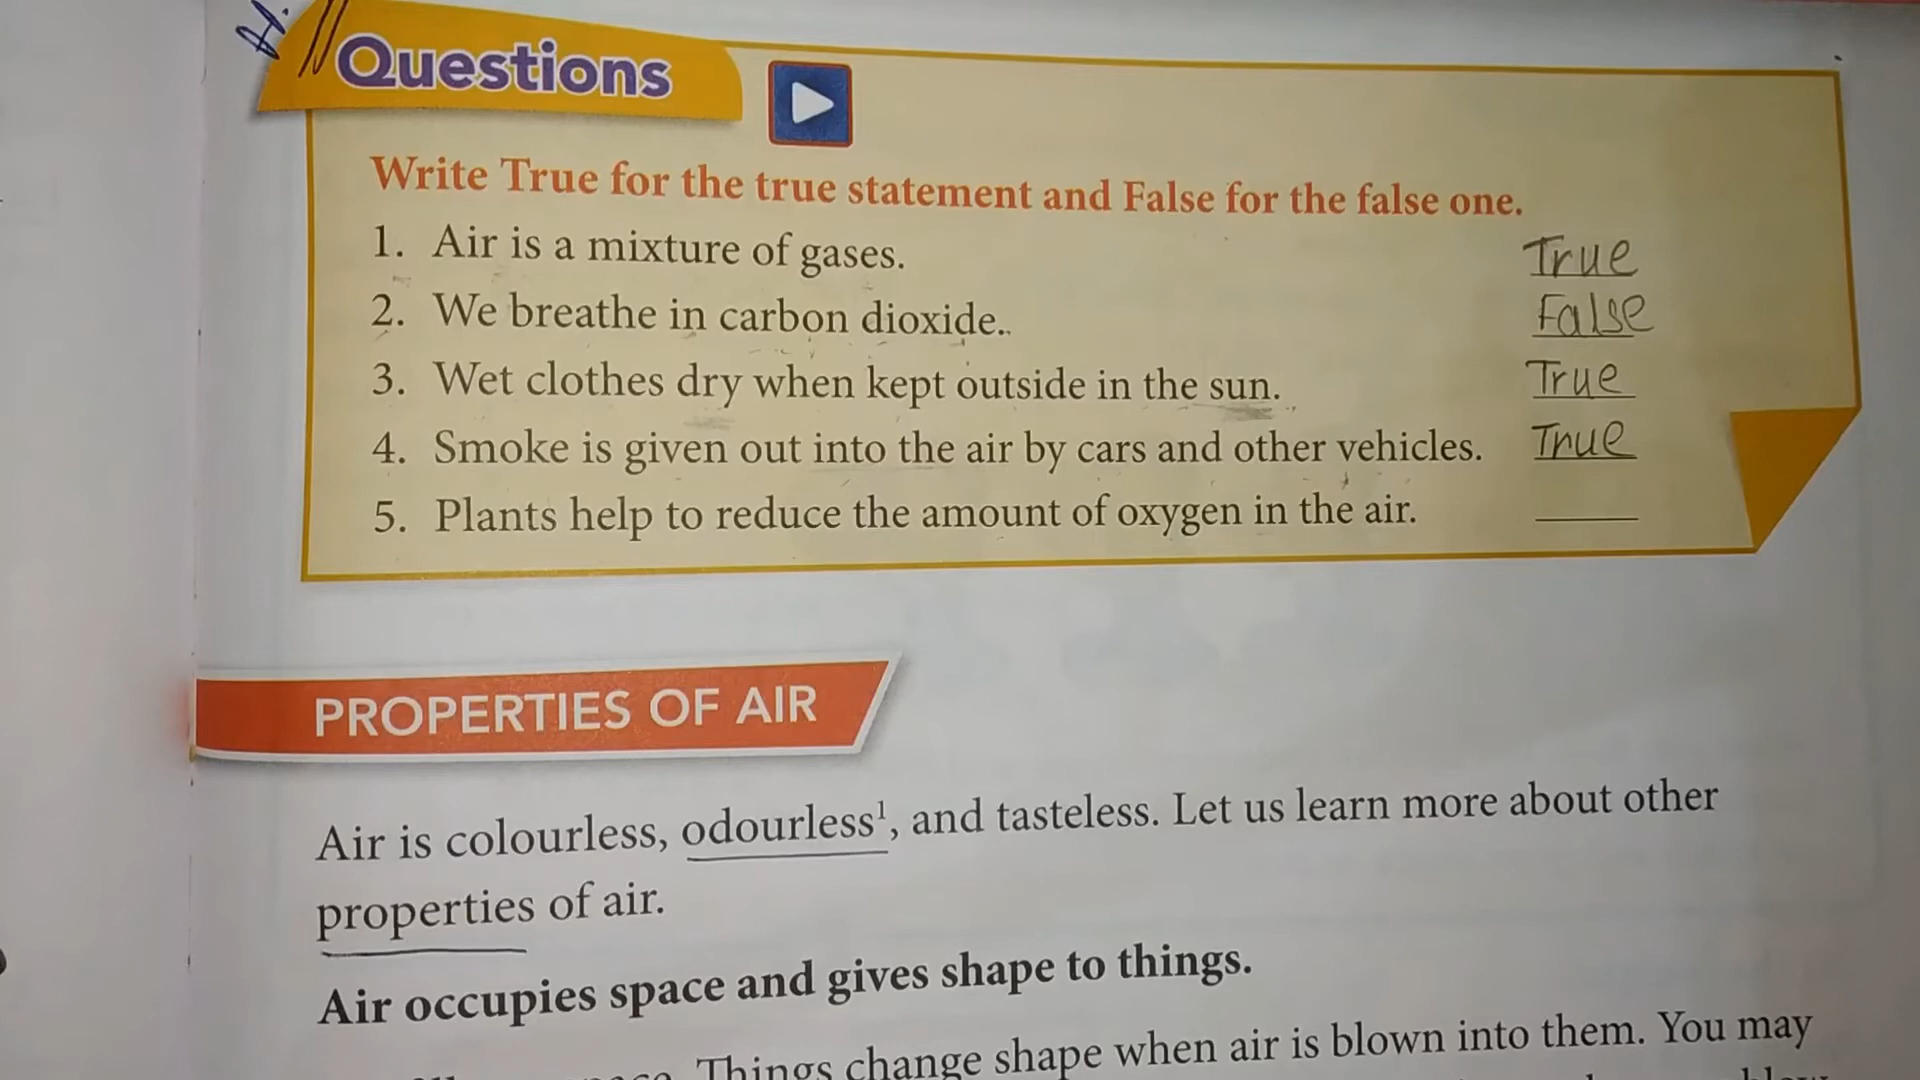 Questions
Write True for the true statement and False for the false one.
1. Air is a mixture of gases. True
2. We breathe in carbon dioxide.. False
3. Wet clothes dry when kept outside in the sun. True
4. Smoke is given out into the air by cars and other vehicles. True
5. Plants help to reduce the amount of oxygen in the air.
PROPERTIES OF AIR
Air is colourless, odourless¹, and tasteless. Let us learn more about other
properties of air.
Air occupies space and gives shape to things.
Things change shape when air is blown into them. You may